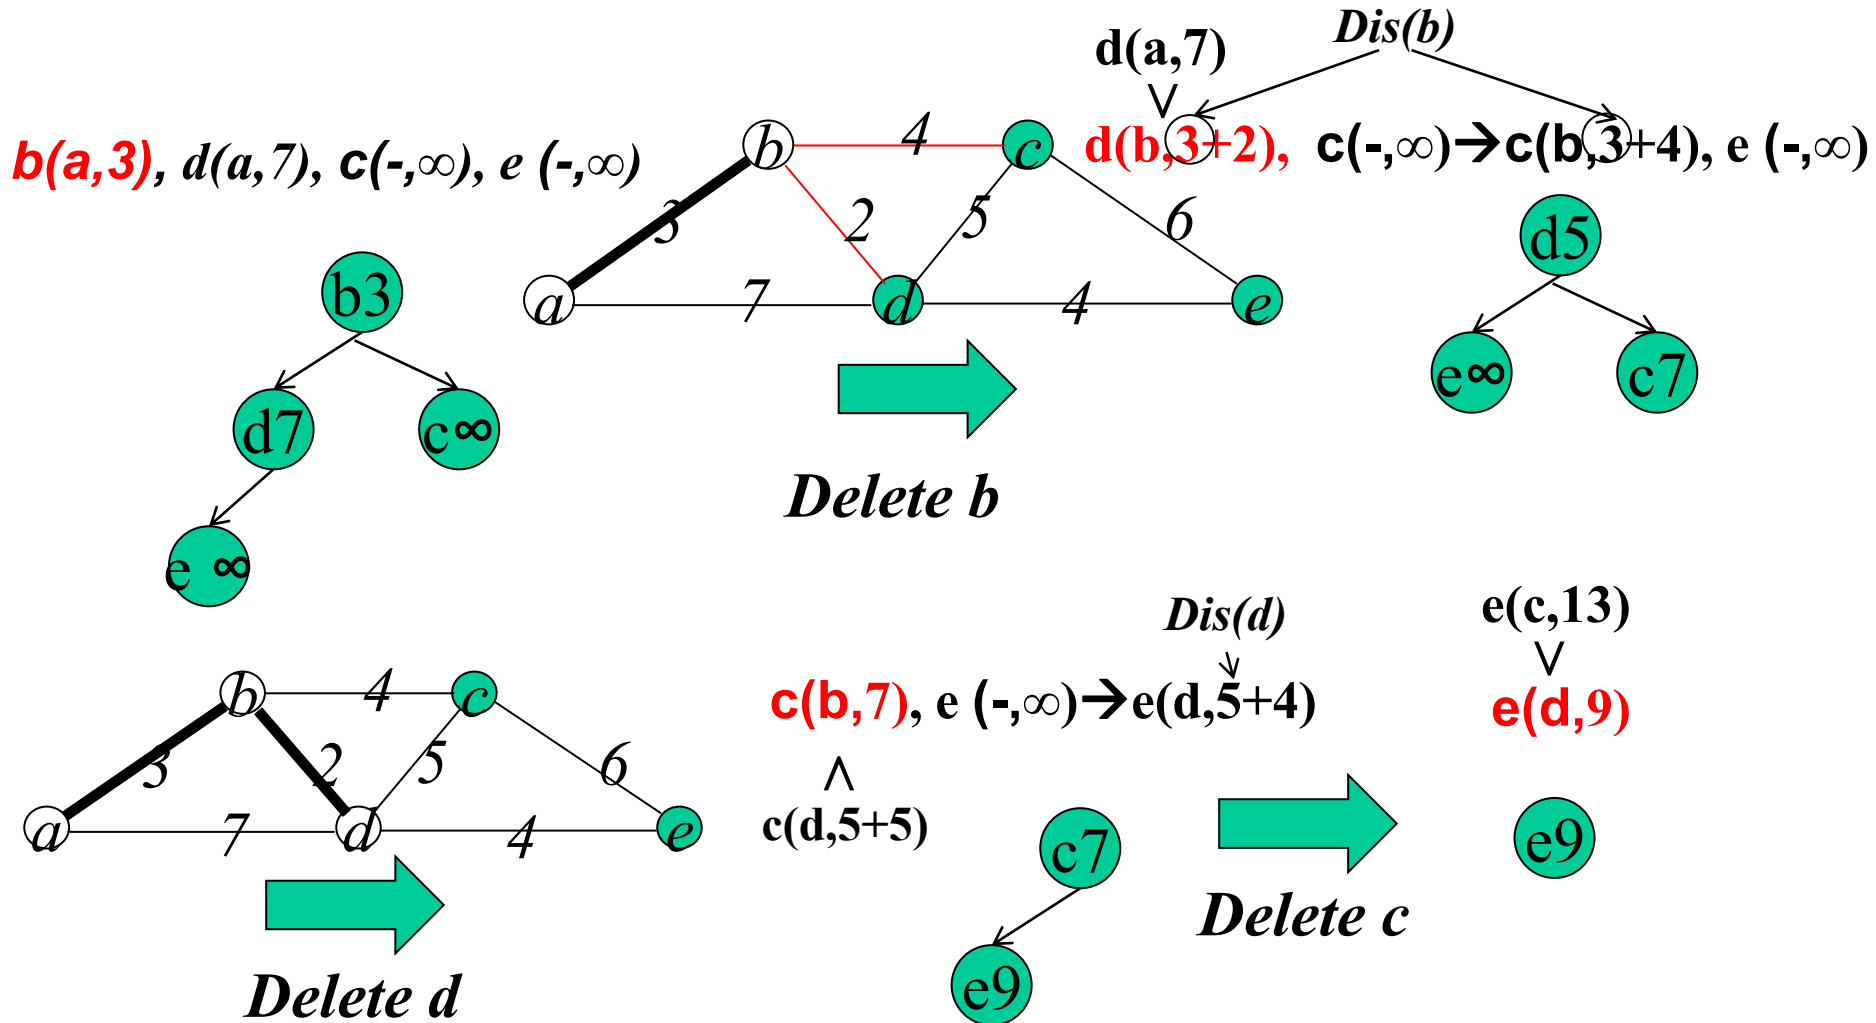 Dis(b)
d(a,7)
∨
b(a,3), d(a,7), c(-,∞), e (-,∞)
d(b,3+2), c(-,∞)➔c(b,3+4), e (-,∞)
b
4
c
3
2
5
6
a
7
d
4
e
b3
d7
c∞
e ∞
d5
e∞
c7
Delete b
b
4
c
3
2
5
6
a
7
d
4
e
Delete d
Dis(d)
c(b,7), e (-,∞)➔e(d,5+4)
∧
c(d,5+5)
c7
e9
Delete c
e(c,13)
∨
e(d,9)
e9